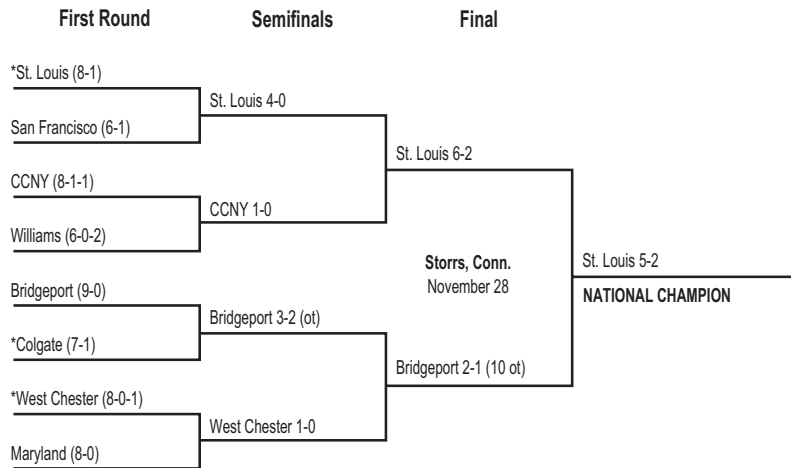 First Round Semifinals Final
*St. Louis (8-1)
St. Louis 4-0
San Francisco (6-1)
St. Louis 6-2
CCNY (8-1-1)
CCNY 1-0
Williams (6-0-2)
Storrs, Conn.
November 28
St. Louis 5-2
NATIONAL CHAMPION
Bridgeport (9-0)
Bridgeport 3-2 (ot)
*Colgate (7-1)
Bridgeport 2-1 (10 ot)
*West Chester (8-0-1)
West Chester 1-0
Maryland (8-0)